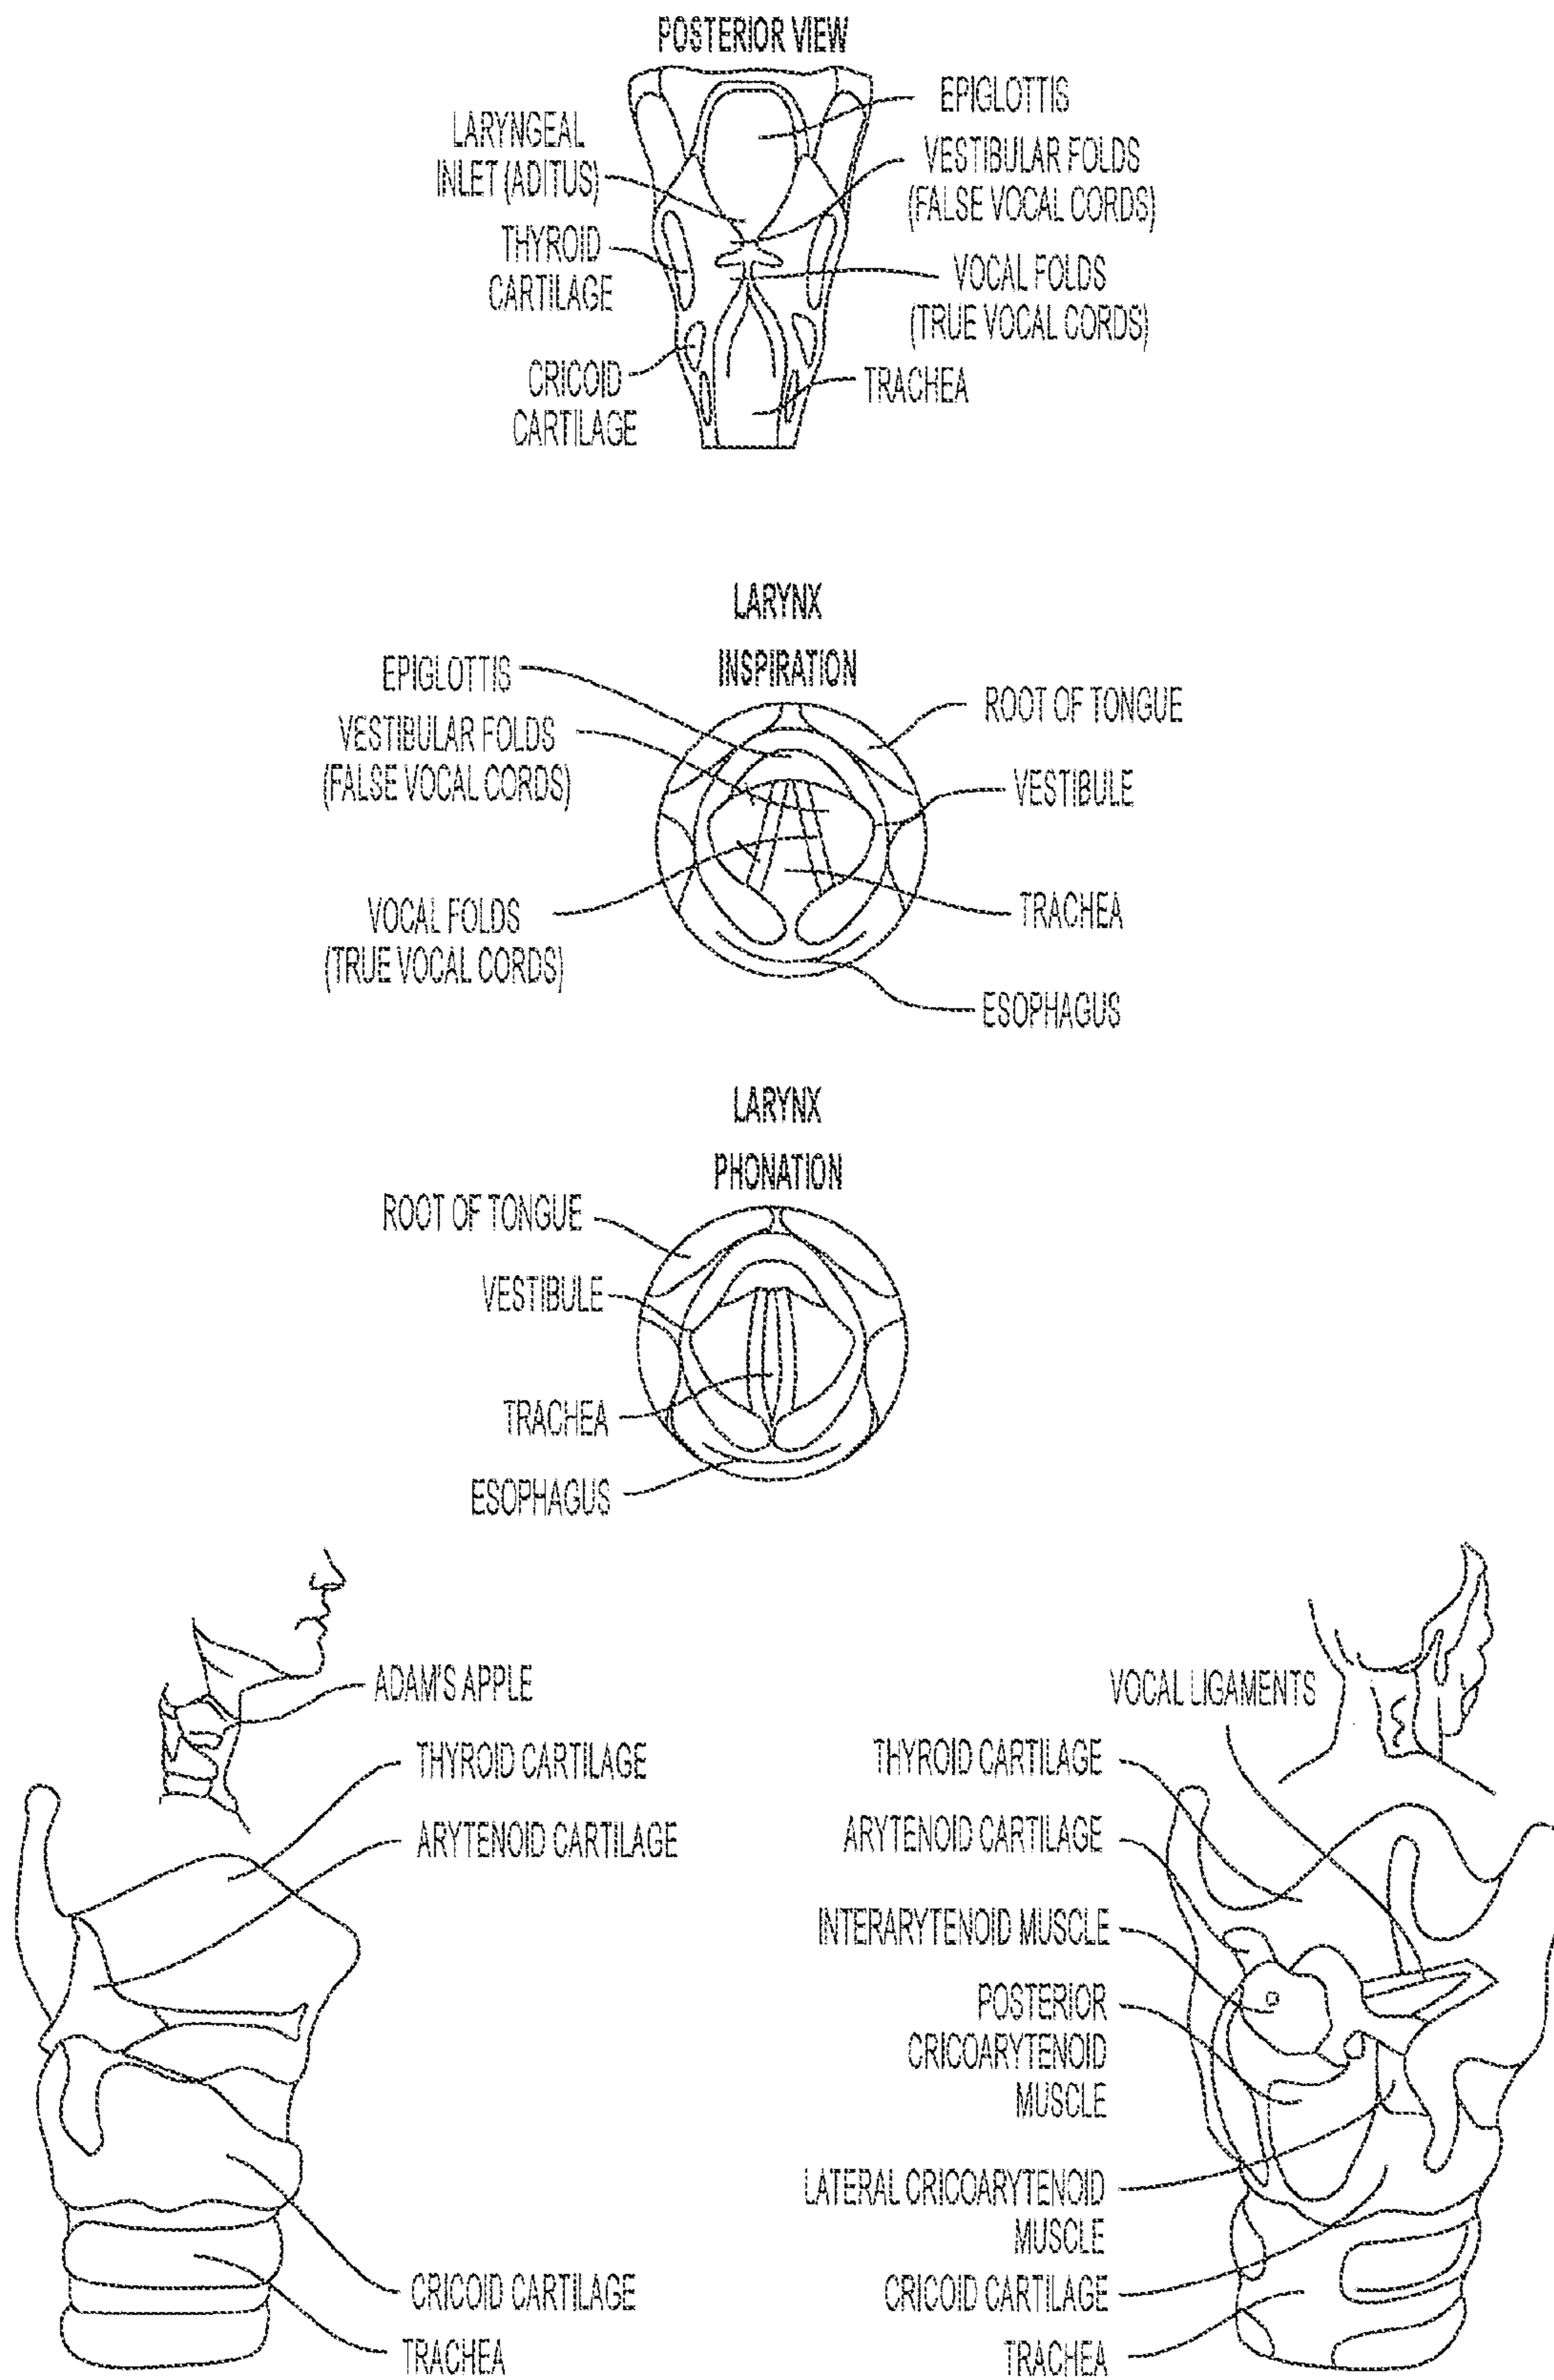 POSTERIOR VIEW
EPIGLOTTIS
LARYNGEAL
INLET (ADITUS)
VESTIBULAR FOLDS
(FALSE VOCAL CORDS)
THYROID
CARTILAGE
VOCAL FOLDS
(TRUE VOCAL CORDS)
CRICOID
CARTILAGE
TRACHEA
LARYNX
INSPIRATION
EPIGLOTTIS
VESTIBULAR FOLDS
(FALSE VOCAL CORDS)
ROOT OF TONGUE
VESTIBULE
VOCAL FOLDS
(TRUE VOCAL CORDS)
TRACHEA
ESOPHAGUS
LARYNX
PHONATION
ROOT OF TONGUE
VESTIBULE
TRACHEA
ESOPHAGUS
ADAM'S APPLE
THYROID CARTILAGE
ARYTENOID CARTILAGE
CRICOID CARTILAGE
TRACHEA
VOCAL LIGAMENTS
THYROID CARTILAGE
ARYTENOID CARTILAGE
INTERARYTENOID MUSCLE
POSTERIOR
CRICOARYTENOID
MUSCLE
LATERAL CRICOARYTENOID
MUSCLE
CRICOID CARTILAGE
TRACHEA